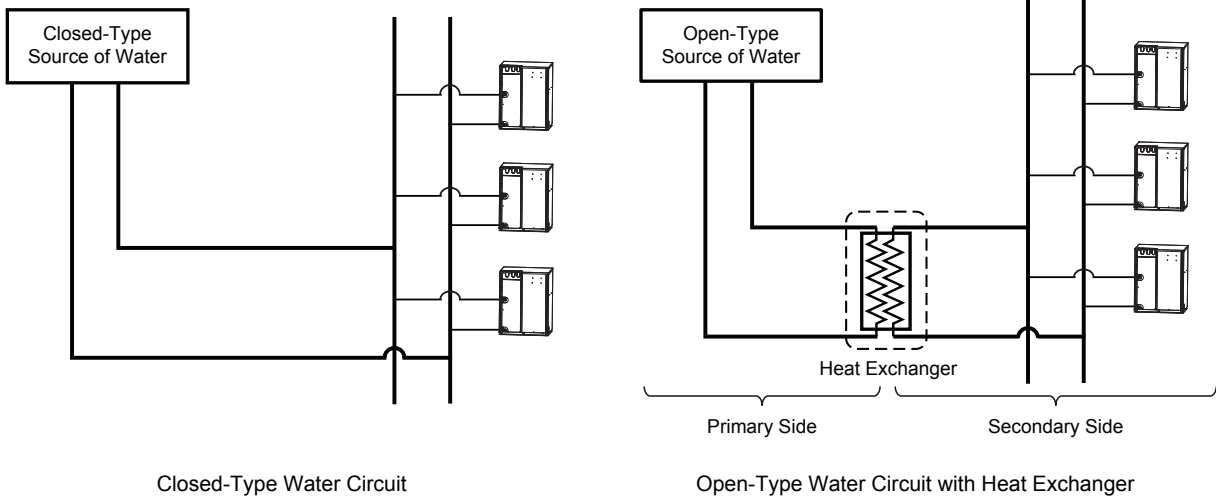 Closed-Type
Source of Water
Open-Type
Source of Water
Heat Exchanger
Primary Side
Secondary Side
Closed-Type Water Circuit
Open-Type Water Circuit with Heat Exchanger